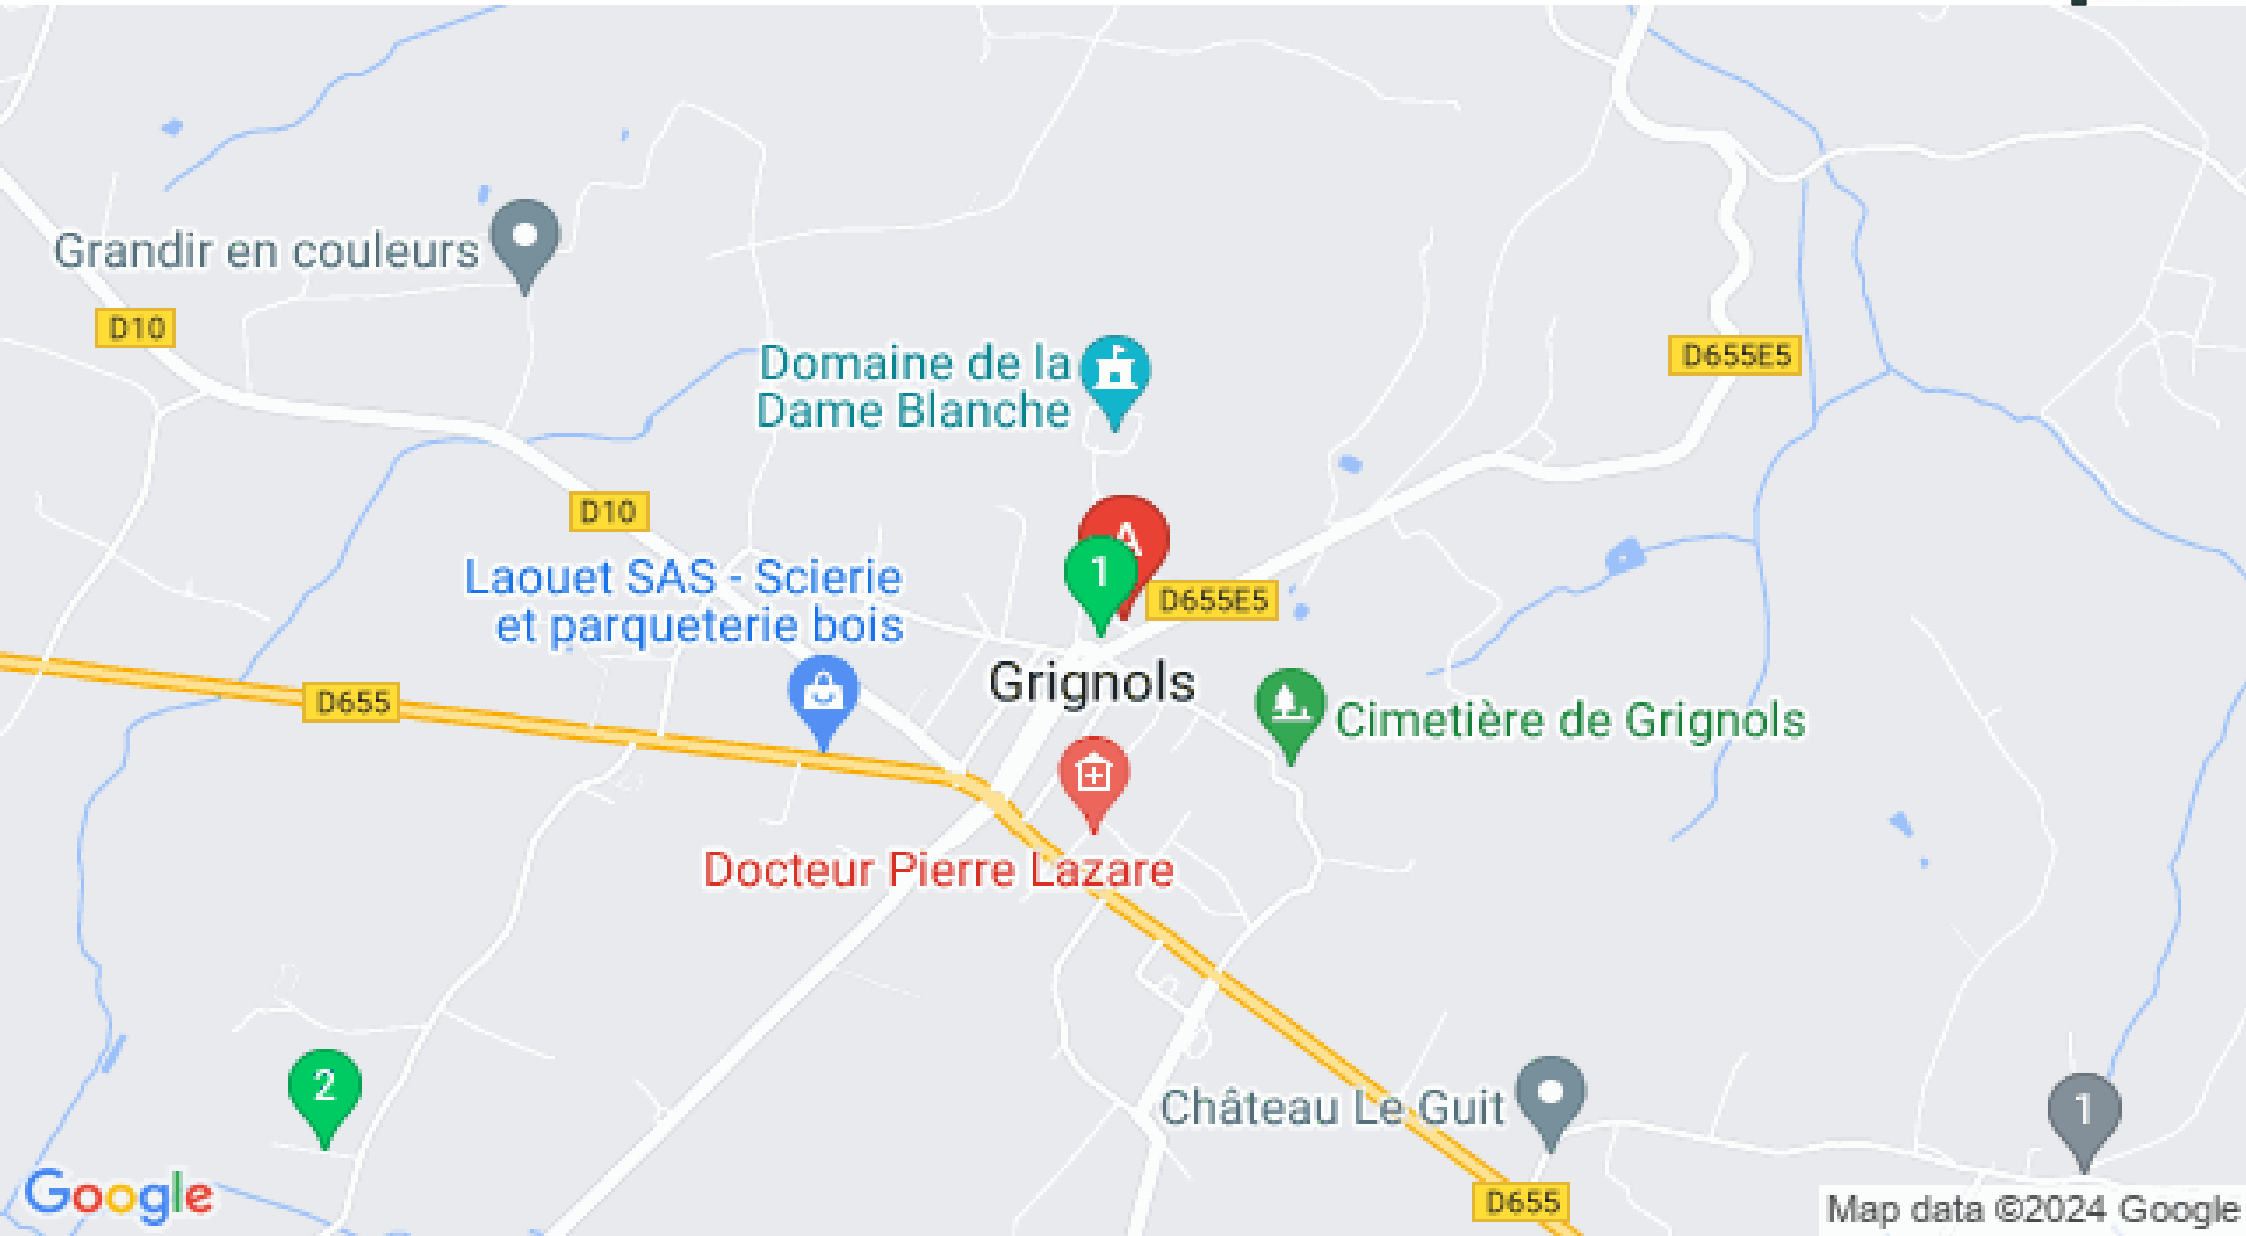 Grandir en couleurs
D10
Domaine de la
Dame Blanche
D655E5
D10
A
1
Laouet SAS - Scierie
et parqueterie bois
D655E5
Grignols
D655
Cimetière de Grignols
Docteur Pierre Lazare
2
Château Le Guit
1
Google
D655
Map data ©2024 Google